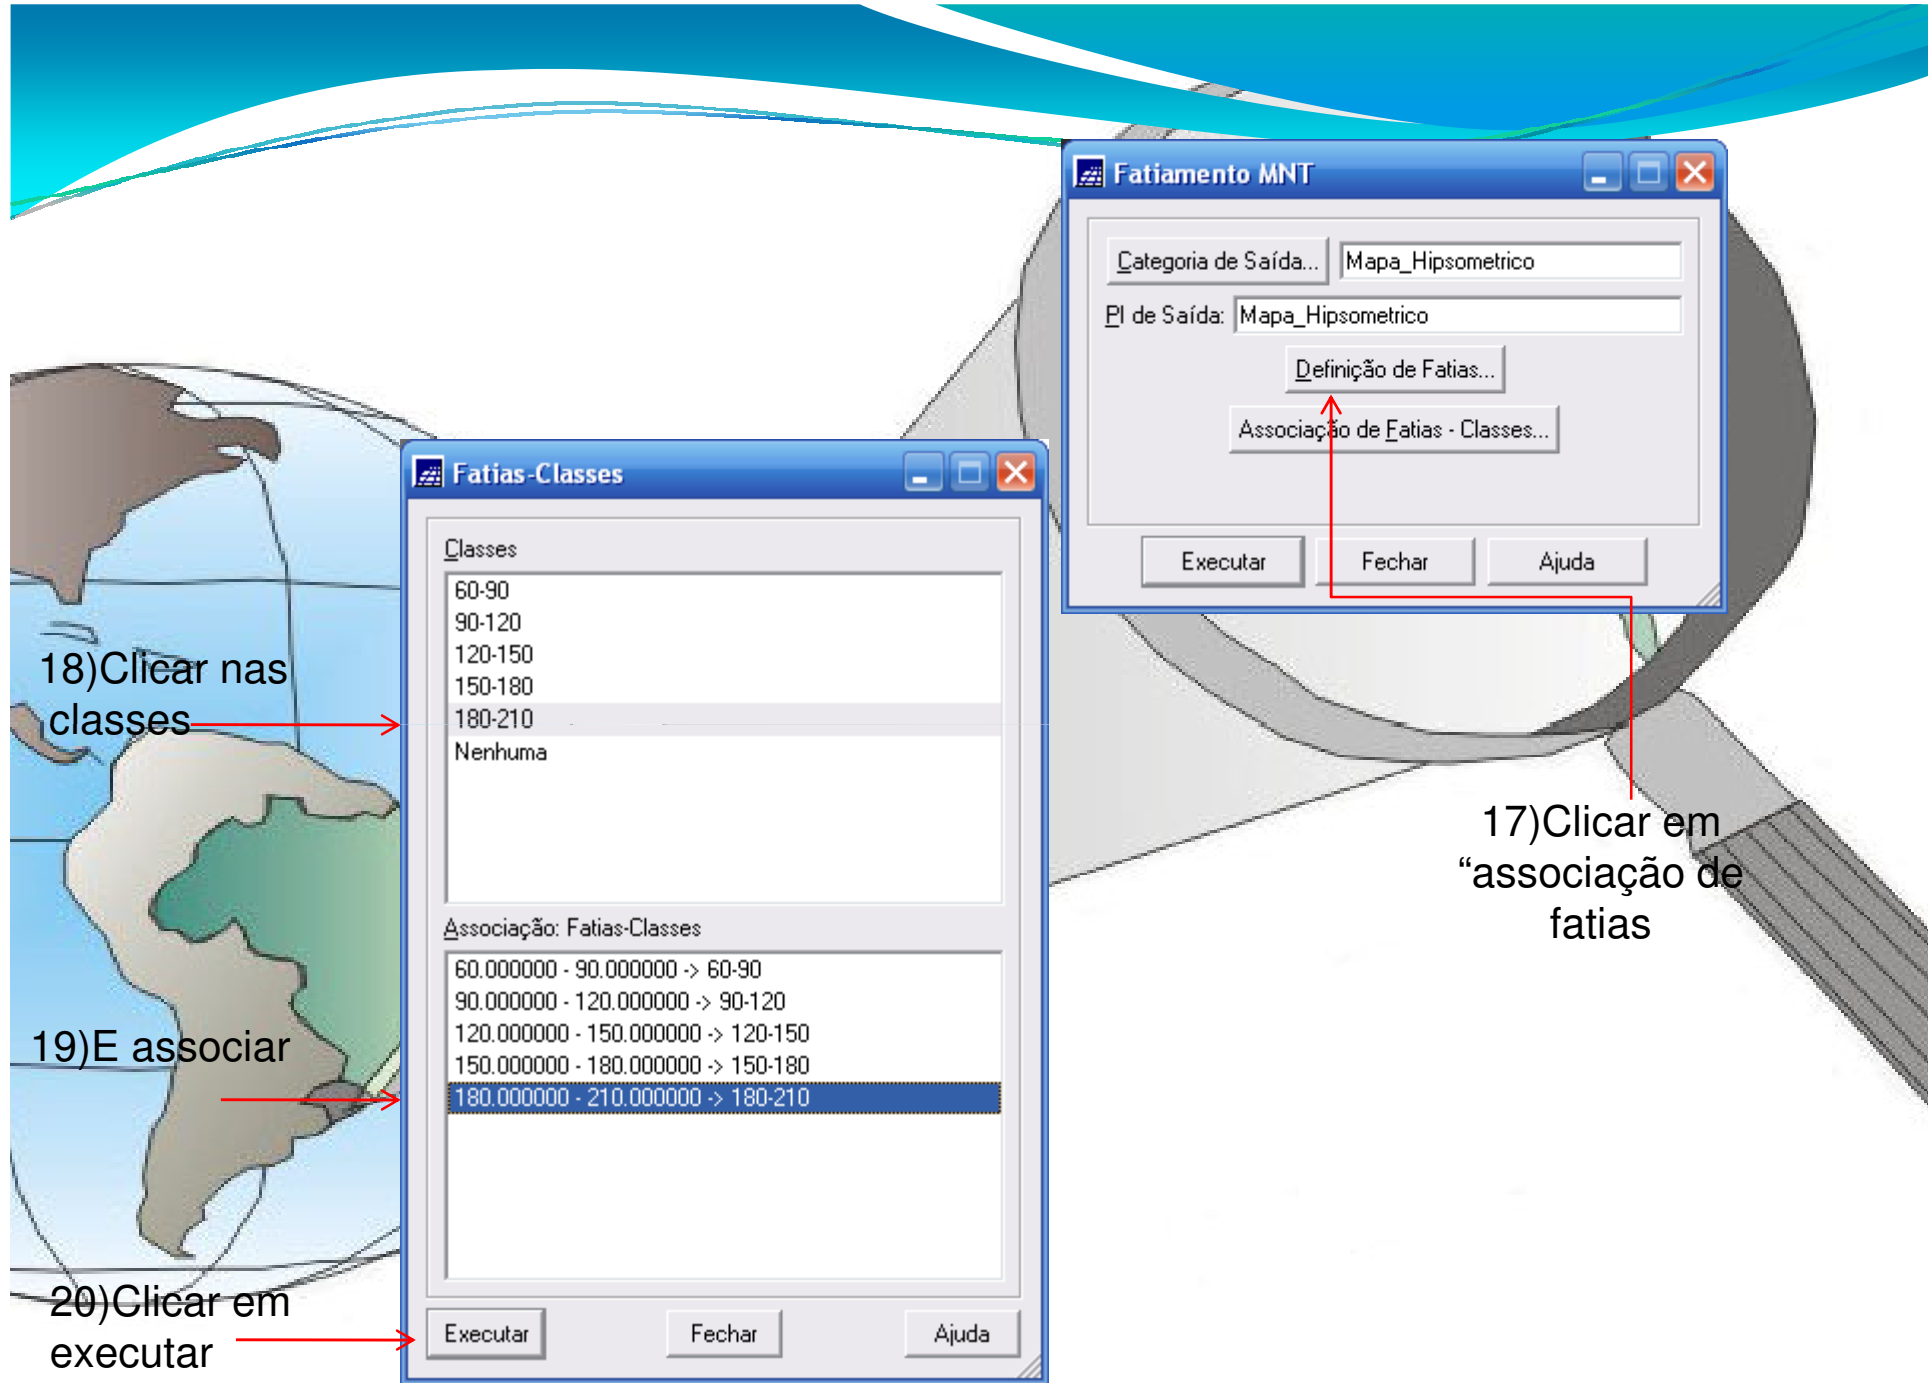 Fatiamento MNT
Categoria de Saída... Mapa_Hipsometrico
PI de Saída: Mapa_Hipsometrico
Definição de Fatias...
Associação de Fatias - Classes...
Executar Fechar Ajuda
17)Clicar em
“associação de
fatias
Fatias-Classes
Classes
60-90
90-120
120-150
150-180
180-210
Nenhuma
18)Clicar nas
classes
Associação: Fatias-Classes
60.000000 - 90.000000 -> 60-90
90.000000 - 120.000000 -> 90-120
120.000000 - 150.000000 -> 120-150
150.000000 - 180.000000 -> 150-180
180.000000 - 210.000000 -> 180-210
19)E associar
20)Clicar em
executar
Executar Fechar Ajuda